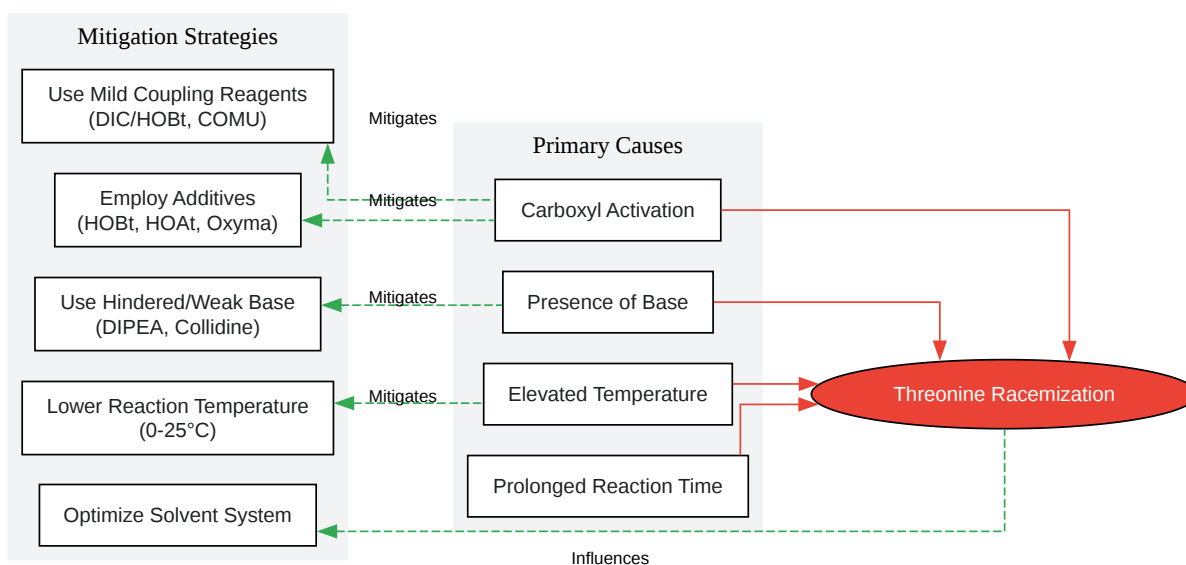 Mitigation Strategies
Use Mild Coupling Reagents
(DIC/HOBt, COMU)
Employ Additives
(HOBt, HOAt, Oxyma)
Use Hindered/Weak Base
(DIPEA, Collidine)
Lower Reaction Temperature
(0-25°C)
Optimize Solvent System
Mitigates
Mitigates
Mitigates
Mitigates
Influences
Primary Causes
Carboxyl Activation
Presence of Base
Elevated Temperature
Prolonged Reaction Time
Threonine Racemization